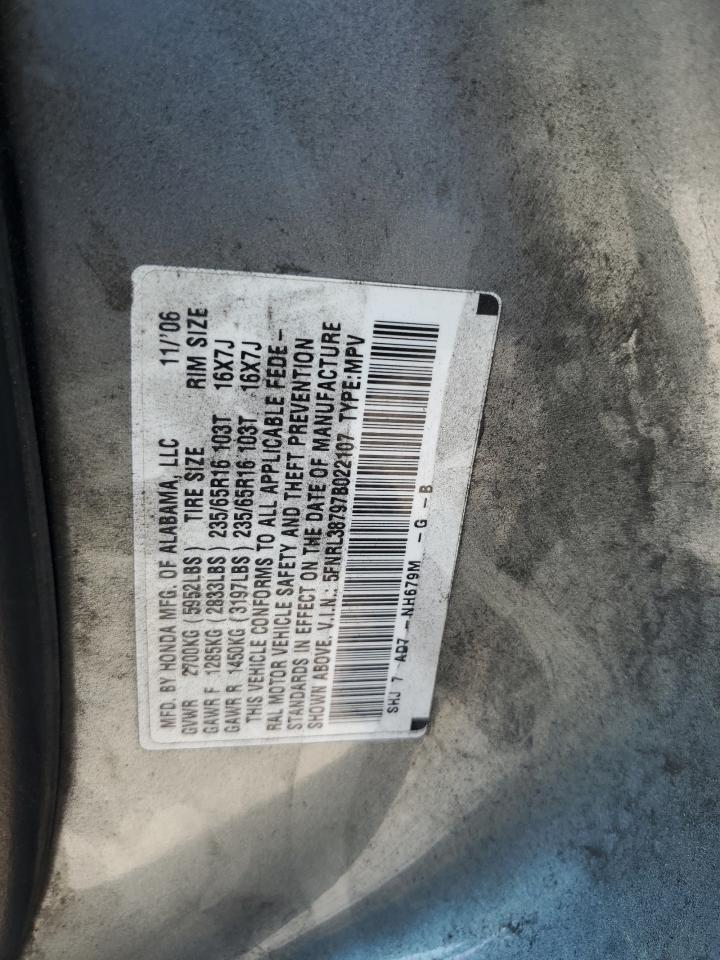 MFD. BY HONDA MFG. OF ALABAMA, LLC 11/'06
GVWR 2700KG (5952LBS) TIRE SIZE RIM SIZE
GAWR F 1285KG (2833LBS) 235/65R16 103T 16X7J
GAWR R 1450KG (3197LBS) 235/65R16 103T 16X7J
THIS VEHICLE CONFORMS TO ALL APPLICABLE FEDE-
RAL MOTOR VEHICLE SAFETY AND THEFT PREVENTION
STANDARDS IN EFFECT ON THE DATE OF MANUFACTURE
SHOWN ABOVE. V.I.N.: 5FNRL38797B022107 TYPE:MPV
SHJ 7 AD7 -NH679M -G -B